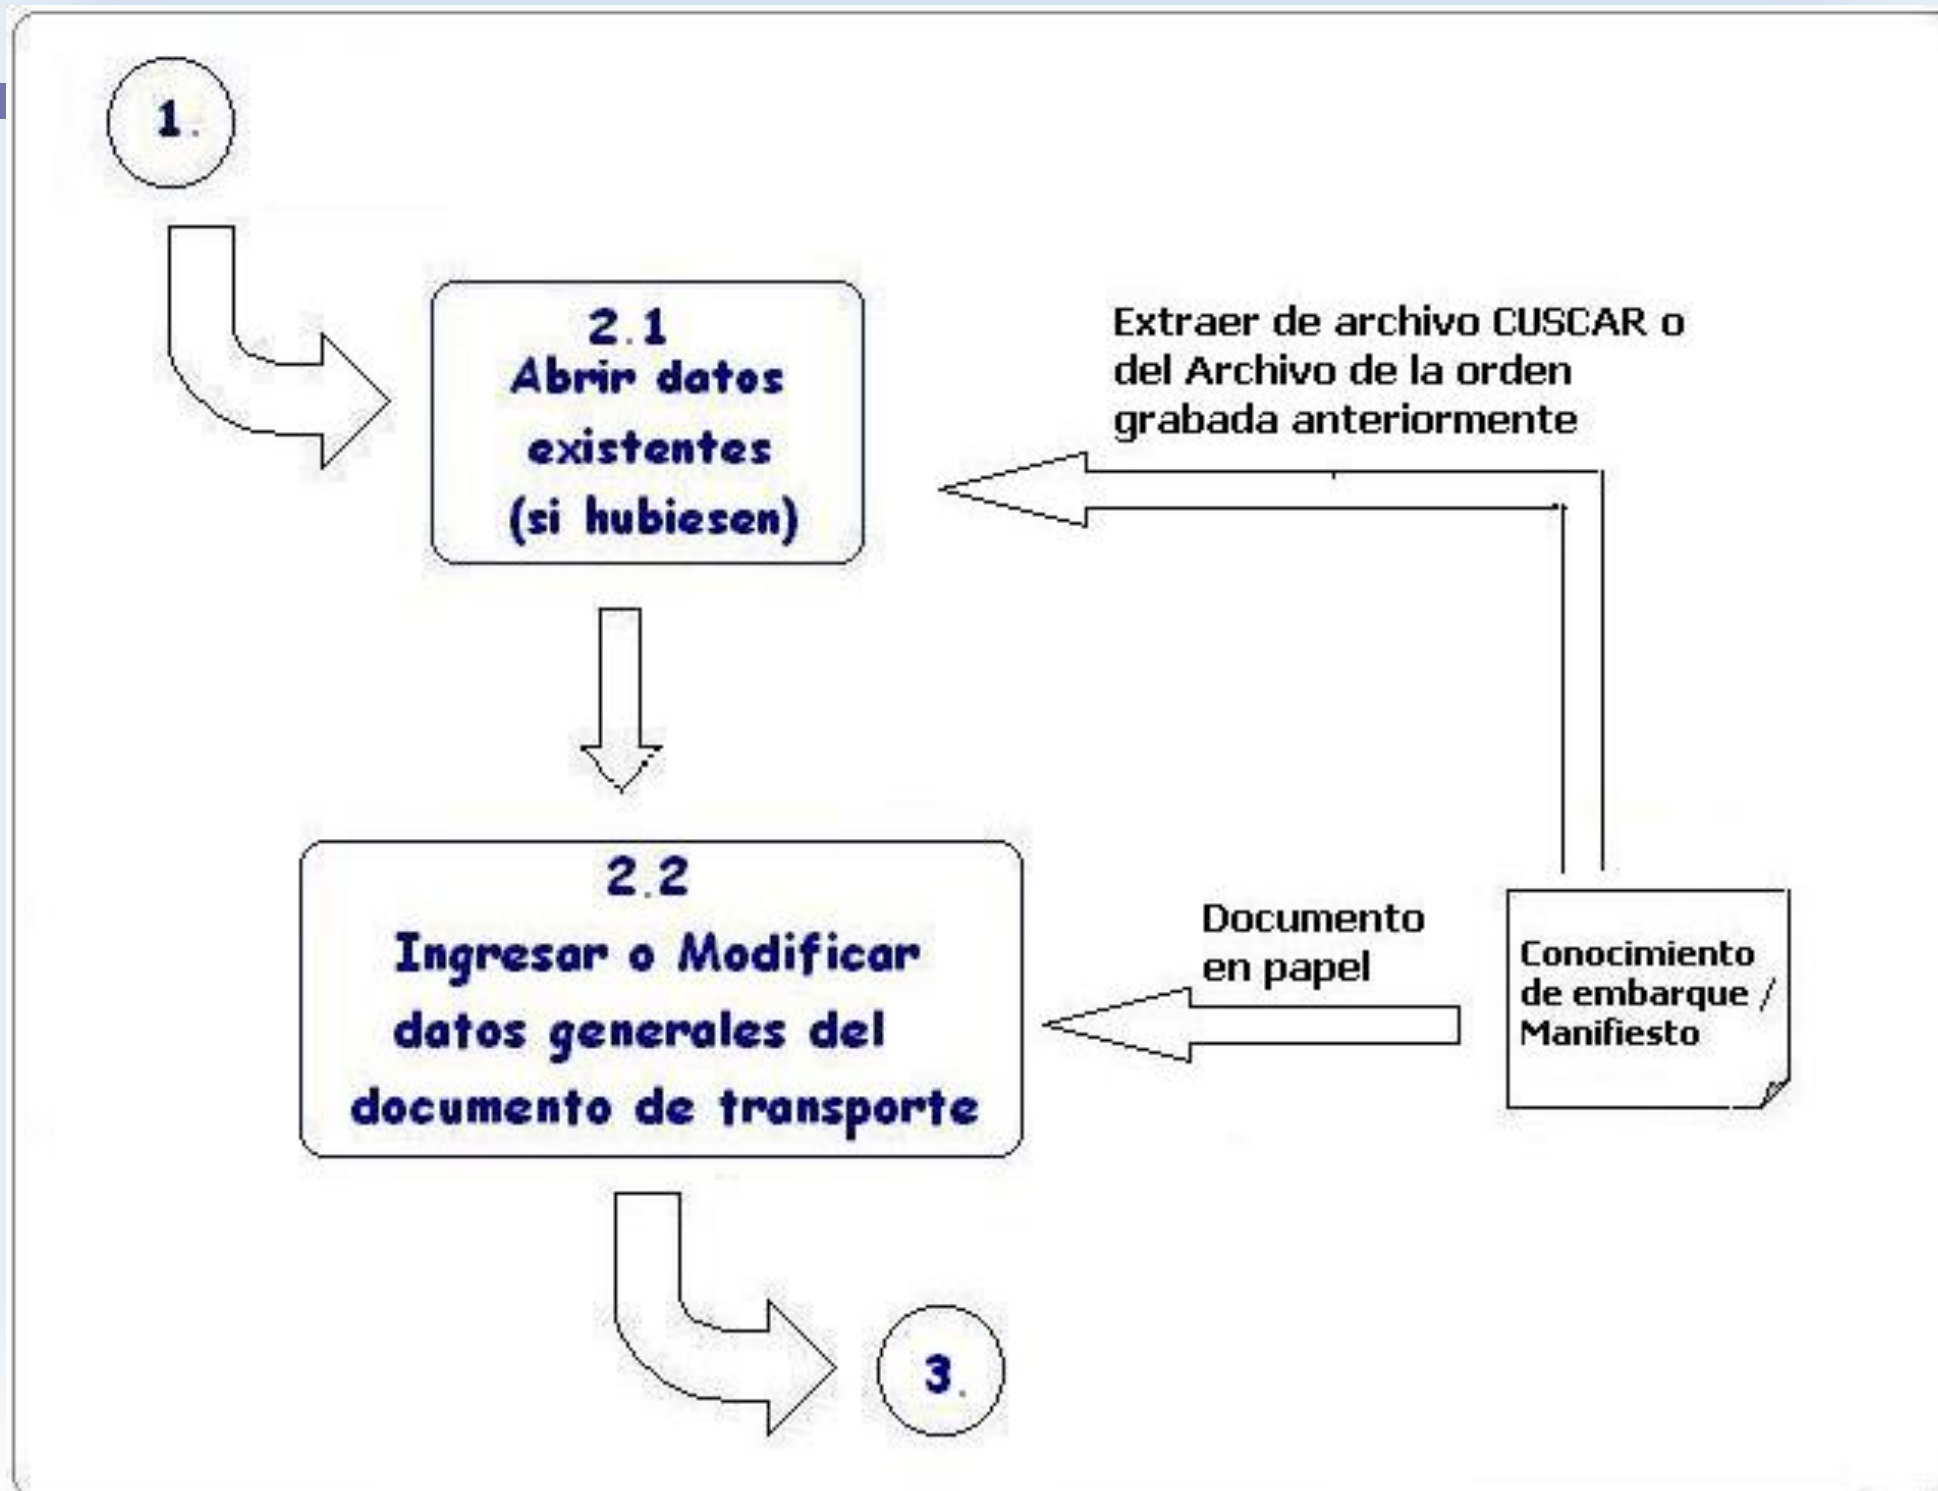 1.
2.1
Abrir datos
existentes
(si hubiesen)
Extraer de archivo CUSCAR o
del Archivo de la orden
grabada anteriormente
2.2
Ingresar o Modificar
datos generales del
documento de transporte
Documento
en papel
Conocimiento
de embarque /
Manifiesto
3.